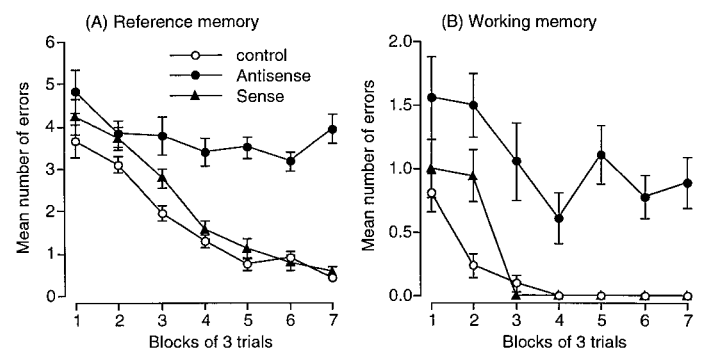 (A) Reference memory
control
Antisense
Sense
Mean number of errors
6
5
4
3
2
1
0
1 2 3 4 5 6 7
Blocks of 3 trials
(B) Working memory
Mean number of errors
2.0
1.5
1.0
0.5
0.0
1 2 3 4 5 6 7
Blocks of 3 trials